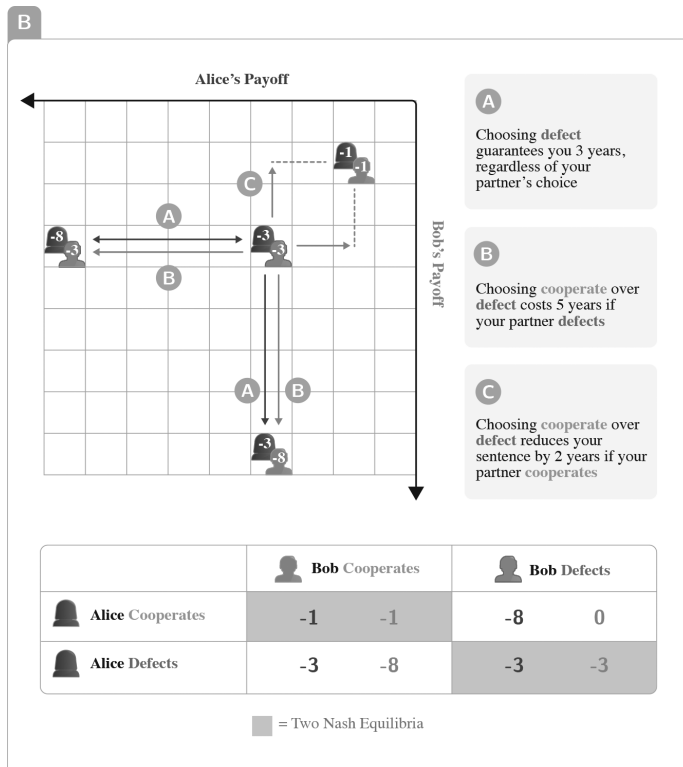 B
Alice's Payoff
A
Choosing defect
guarantees you 3 years,
regardless of your
partner's choice
-1
-1
C
A
-8
-3
-3
-3
B
Bob's Payoff
B
Choosing cooperate over
defect costs 5 years if
your partner defects
A
B
C
Choosing cooperate over
defect reduces your
sentence by 2 years if your
partner cooperates
-3
-8
Bob Cooperates
Bob Defects
Alice Cooperates
-1 -1
-8 0
Alice Defects
-3 -8
-3 -3
= Two Nash Equilibria